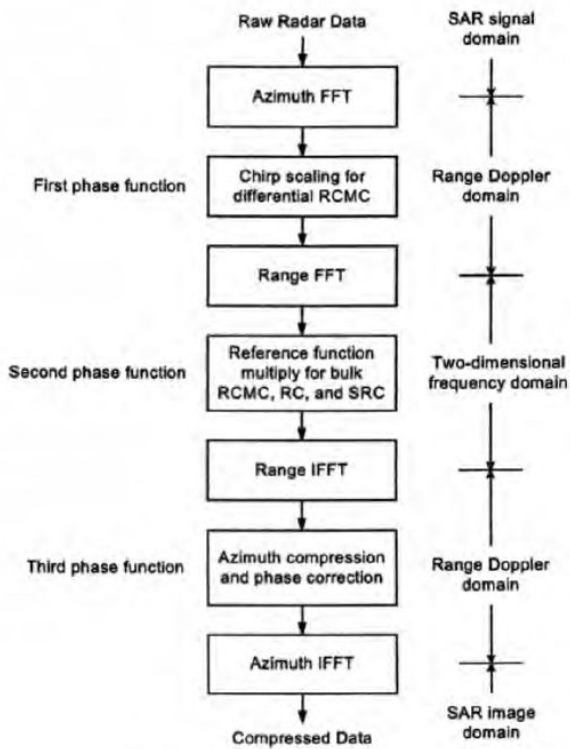 Raw Radar Data
SAR signal
domain
Azimuth FFT
First phase function
Chirp scaling for
differential RCMC
Range Doppler
domain
Range FFT
Second phase function
Reference function
multiply for bulk
RCMC, RC, and SRC
Two-dimensional
frequency domain
Range IFFT
Third phase function
Azimuth compression
and phase correction
Range Doppler
domain
Azimuth IFFT
Compressed Data
SAR image
domain